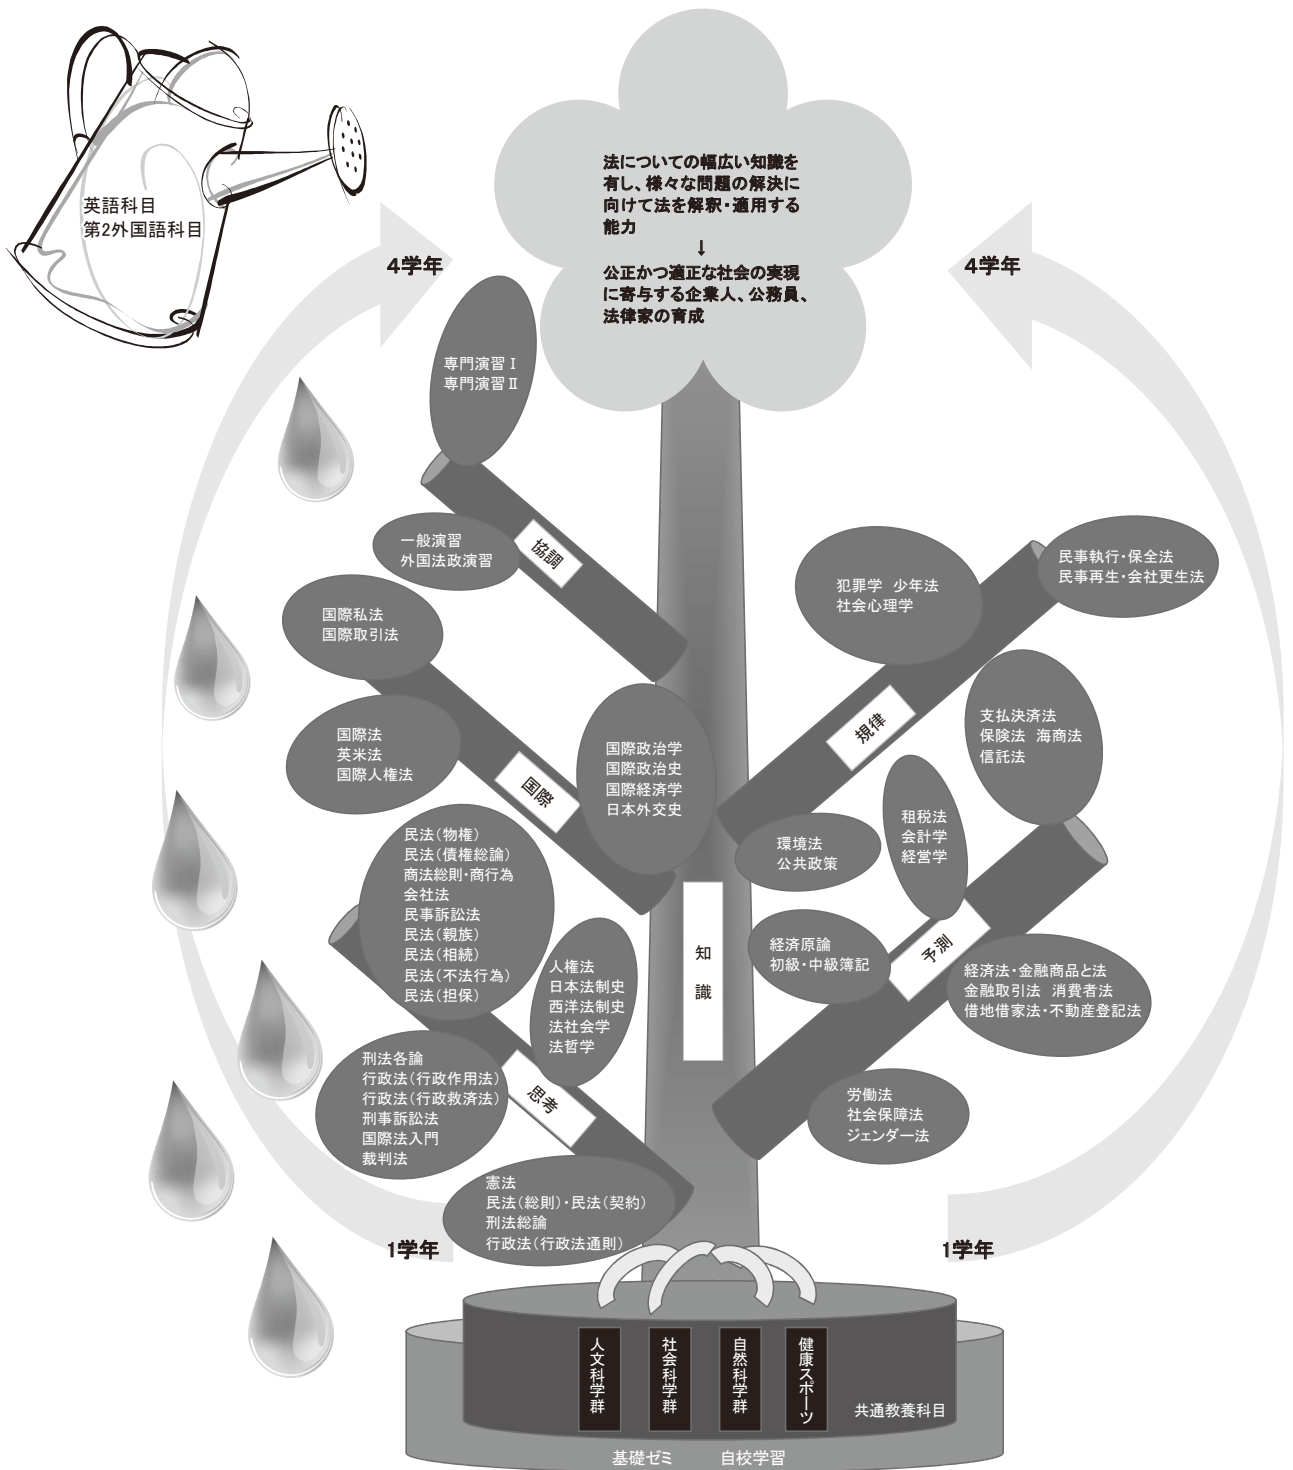 英語科目
第2外国語科目
法についての幅広い知識を
有し、様々な問題の解決に
向けて法を解釈・適用する
能力
↓
公正かつ適正な社会の実現
に寄与する企業人、公務員、
法律家の育成
4学年
4学年
専門演習Ⅰ
専門演習Ⅱ
協調
一般演習
外国法政演習
国際私法
国際取引法
国際法
英米法
国際人権法
国際
国際政治学
国際政治史
国際経済学
日本外交史
犯罪学 少年法
社会心理学
民事執行・保全法
民事再生・会社更生法
規律
支払決済法
保険法 海商法
信託法
環境法
公共政策
租税法
会計学
経営学
民法(物権)
民法(債権総論)
商法総則・商行為
会社法
民事訴訟法
民法(親族)
民法(相続)
民法(不法行為)
民法(担保)
人権法
日本法制史
西洋法制史
法社会学
法哲学
知識
経済原論
初級・中級簿記
予測
経済法・金融商品と法
金融取引法 消費者法
借地借家法・不動産登記法
刑法各論
行政法(行政作用法)
行政法(行政救済法)
刑事訴訟法
国際法入門
裁判法
思考
労働法
社会保障法
ジェンダー法
憲法
民法(総則)・民法(契約)
刑法総論
行政法(行政法通則)
1学年
1学年
人文科学群
社会科学群
自然科学群
健康スポーツ
共通教養科目
基礎ゼミ
自校学習